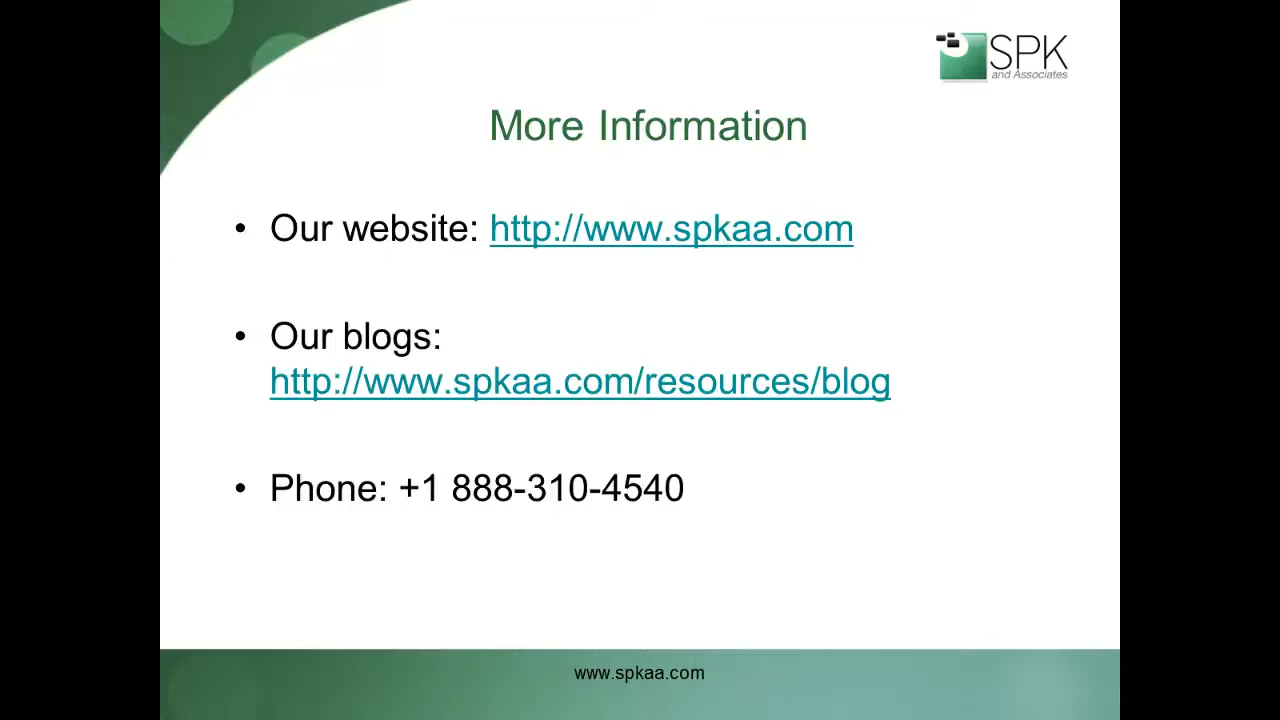 SPK
and Associates
More Information
• Our website: http://www.spkaa.com
• Our blogs:
http://www.spkaa.com/resources/blog
• Phone: +1 888-310-4540
www.spkaa.com